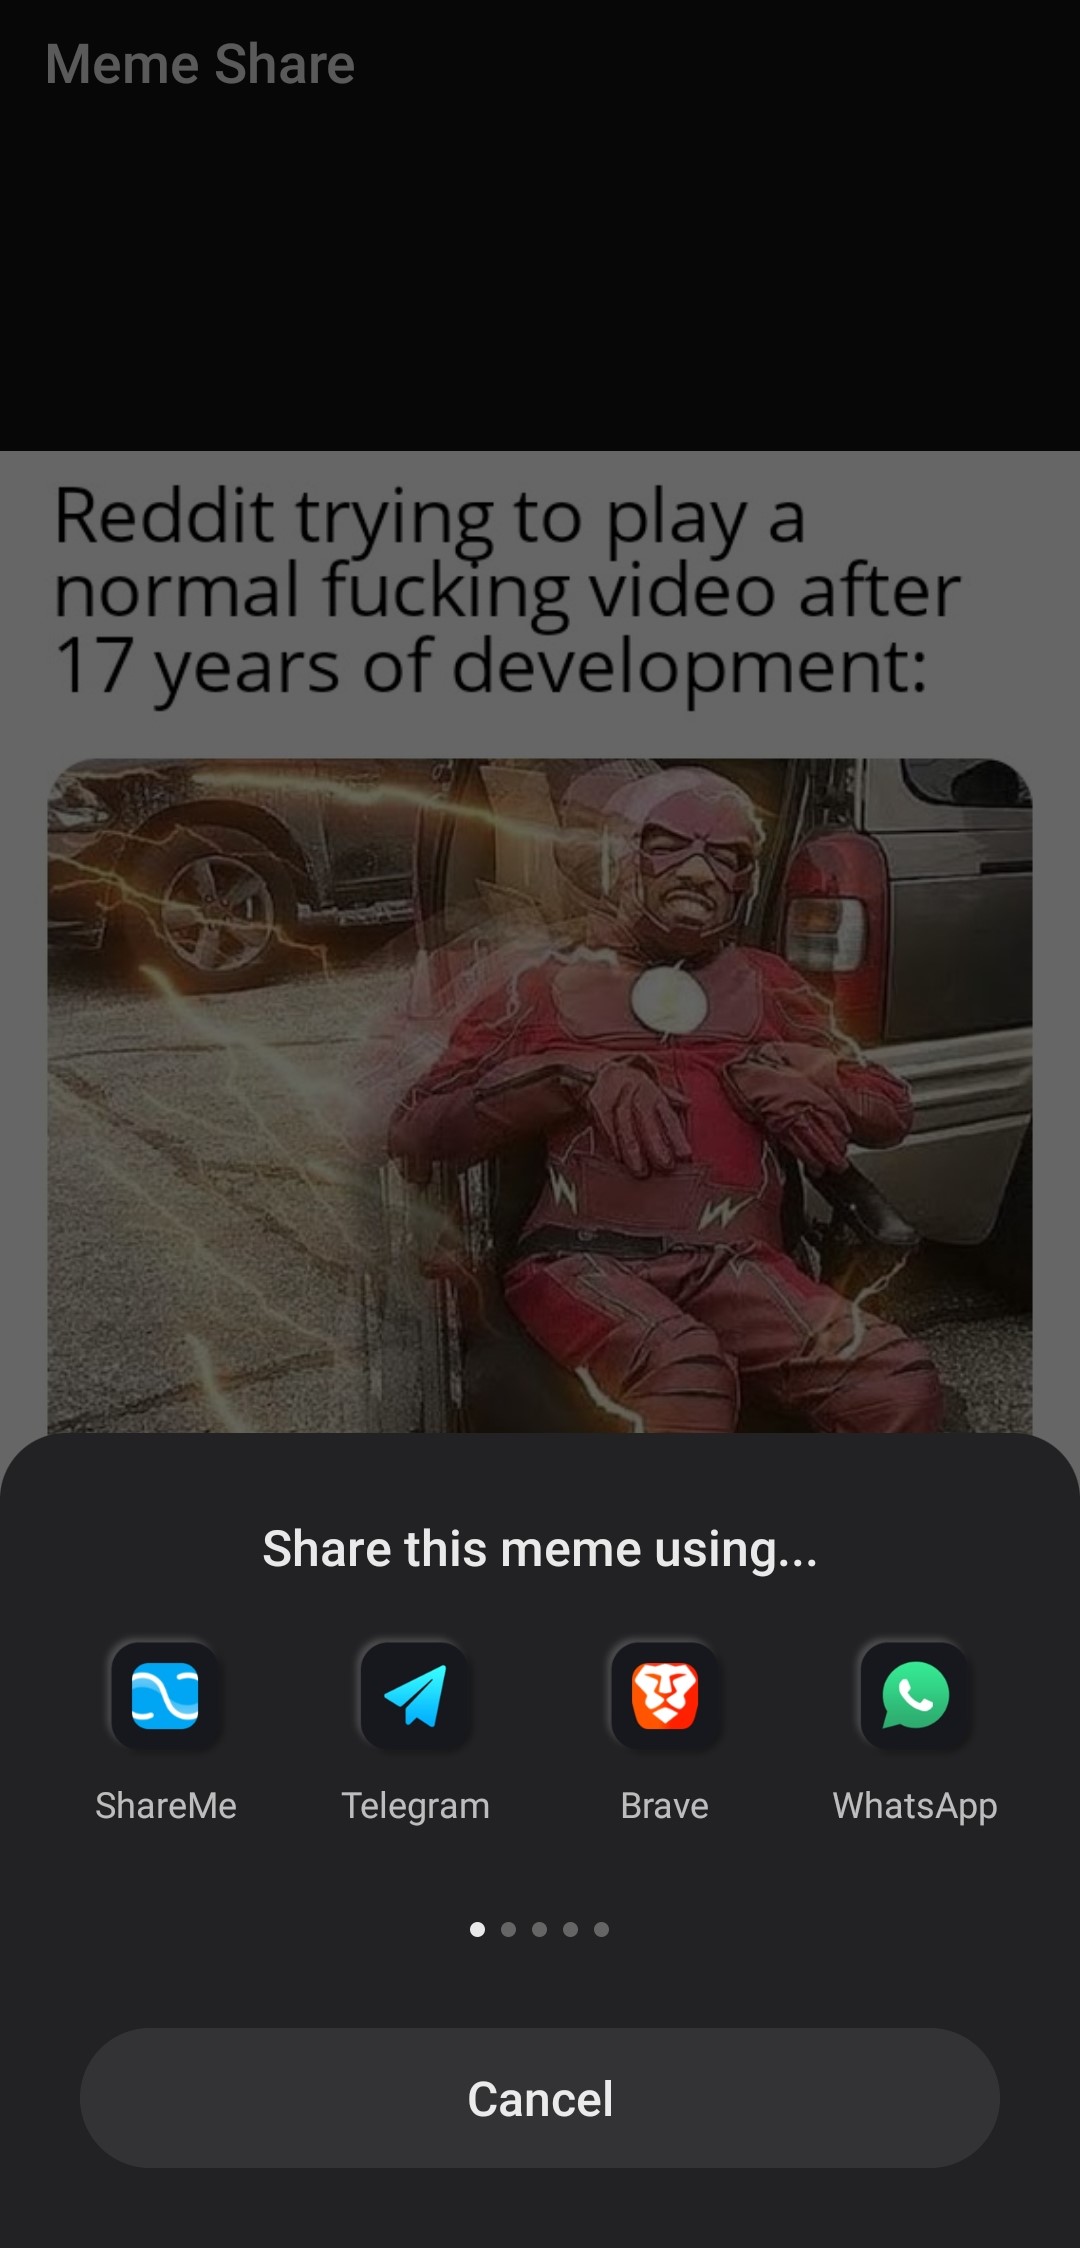 Meme Share
Reddit trying to play a
normal fucking video after
17 years of development:
Share this meme using...
ShareMe
Telegram
Brave
WhatsApp
Cancel